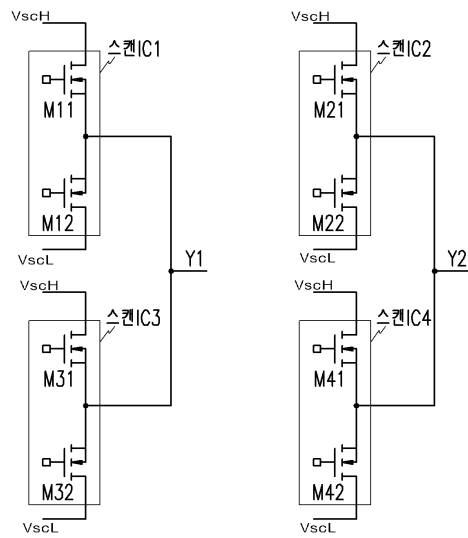 VscH
스캔IC1
M11
M12
VscL
VscH
스캔IC2
M21
M22
VscL
Y1
Y2
VscH
스캔IC3
M31
M32
VscL
VscH
스캔IC4
M41
M42
VscL